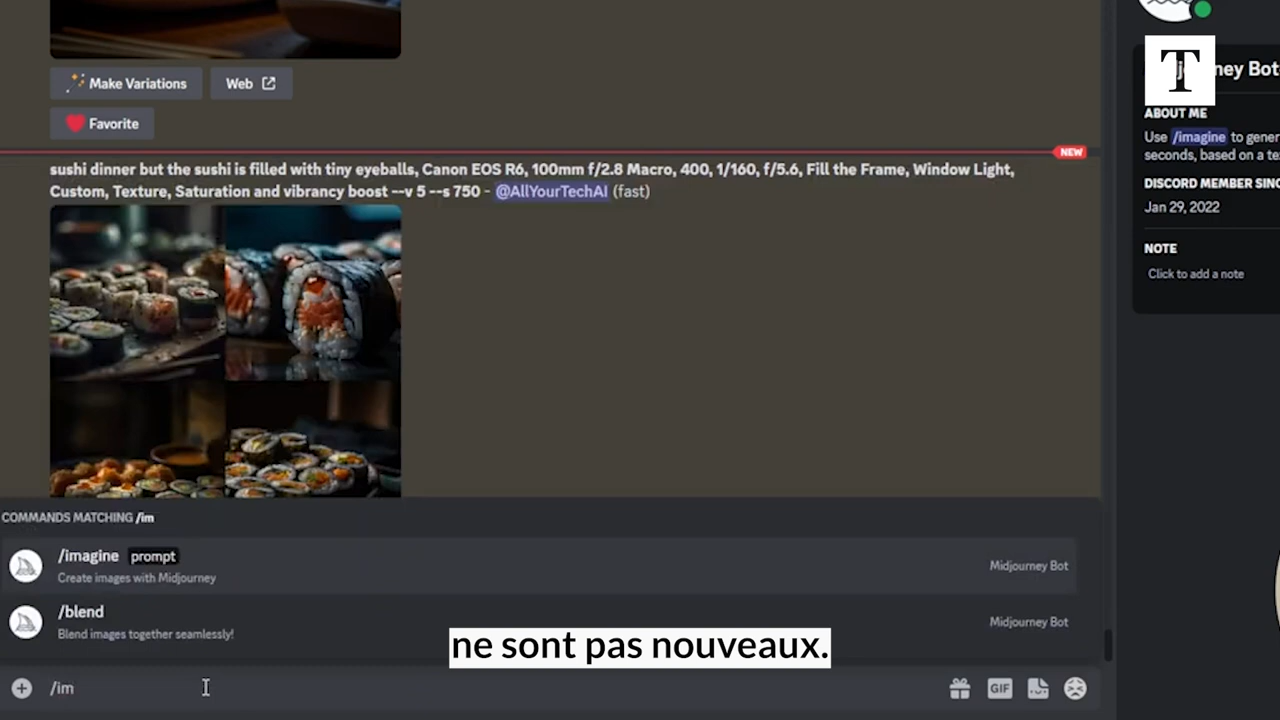 Make Variations
Web
Favorite
NEW
sushi dinner but the sushi is filled with tiny eyeballs, Canon EOS R6, 100mm f/2.8 Macro, 400, 1/160, f/5.6, Fill the Frame, Window Light,
Custom, Texture, Saturation and vibrancy boost --v 5 --s 750 - @AllYourTechAI (fast)
COMMANDS MATCHING /im
/imagine prompt
Create images with Midjourney
Midjourney Bot
/blend
Blend images together seamlessly!
Midjourney Bot
ne sont pas nouveaux.
/im
GIF
T
ney Bot
ABOUT ME
Use /imagine to gener
seconds, based on a te
DISCORD MEMBER SINC
Jan 29, 2022
NOTE
Click to add a note